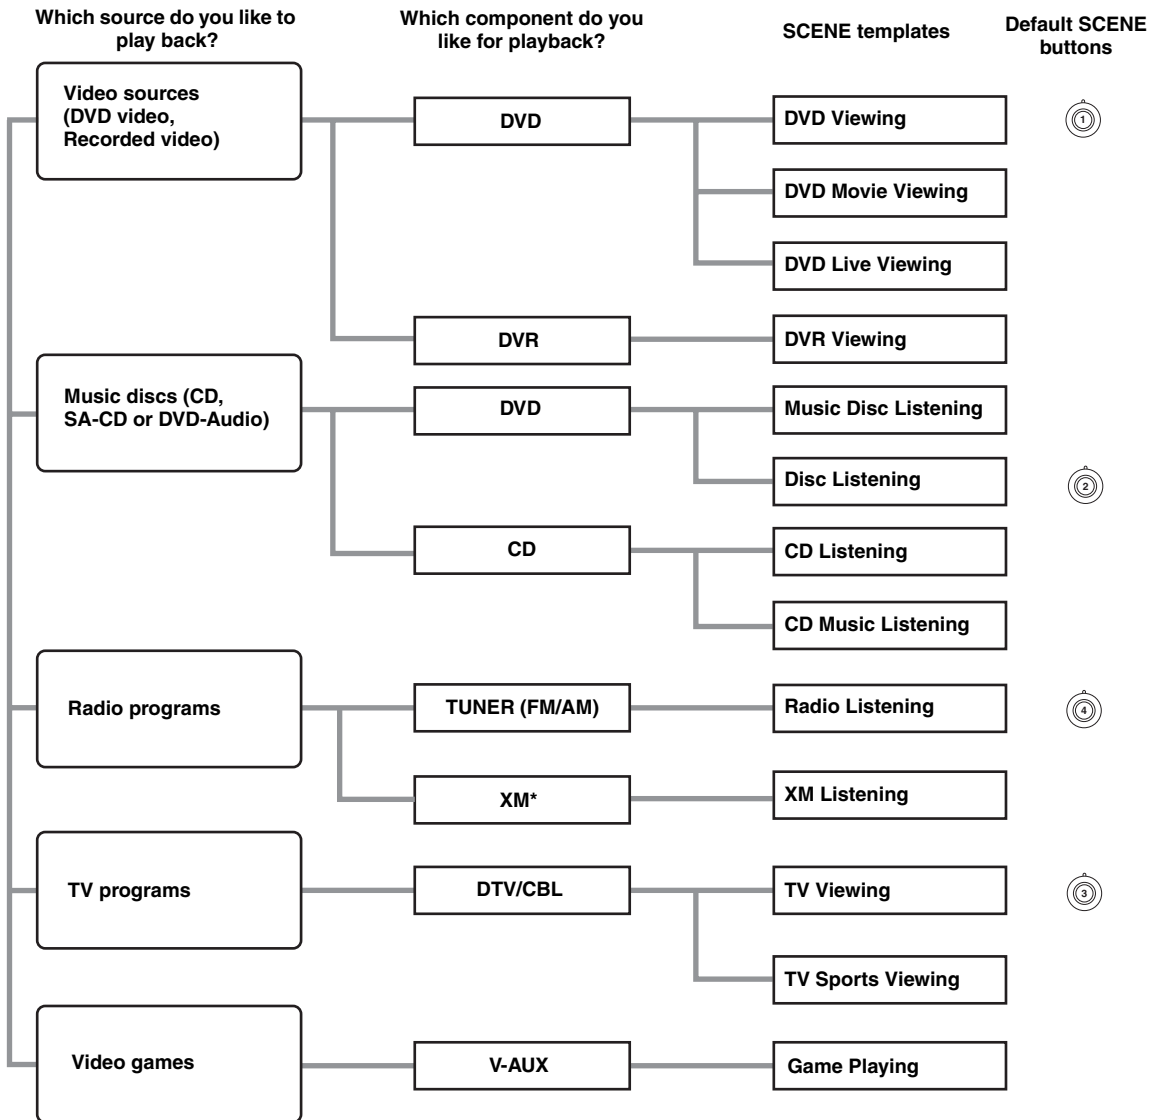 Which source do you like to
play back?
Which component do you
like for playback?
SCENE templates
Default SCENE
buttons
Video sources
(DVD video,
Recorded video)
DVD
DVD Viewing
1
DVD Movie Viewing
DVD Live Viewing
DVR
DVR Viewing
Music discs (CD,
SA-CD or DVD-Audio)
DVD
Music Disc Listening
Disc Listening
2
CD
CD Listening
CD Music Listening
Radio programs
TUNER (FM/AM)
Radio Listening
4
XM*
XM Listening
TV programs
DTV/CBL
TV Viewing
3
TV Sports Viewing
Video games
V-AUX
Game Playing